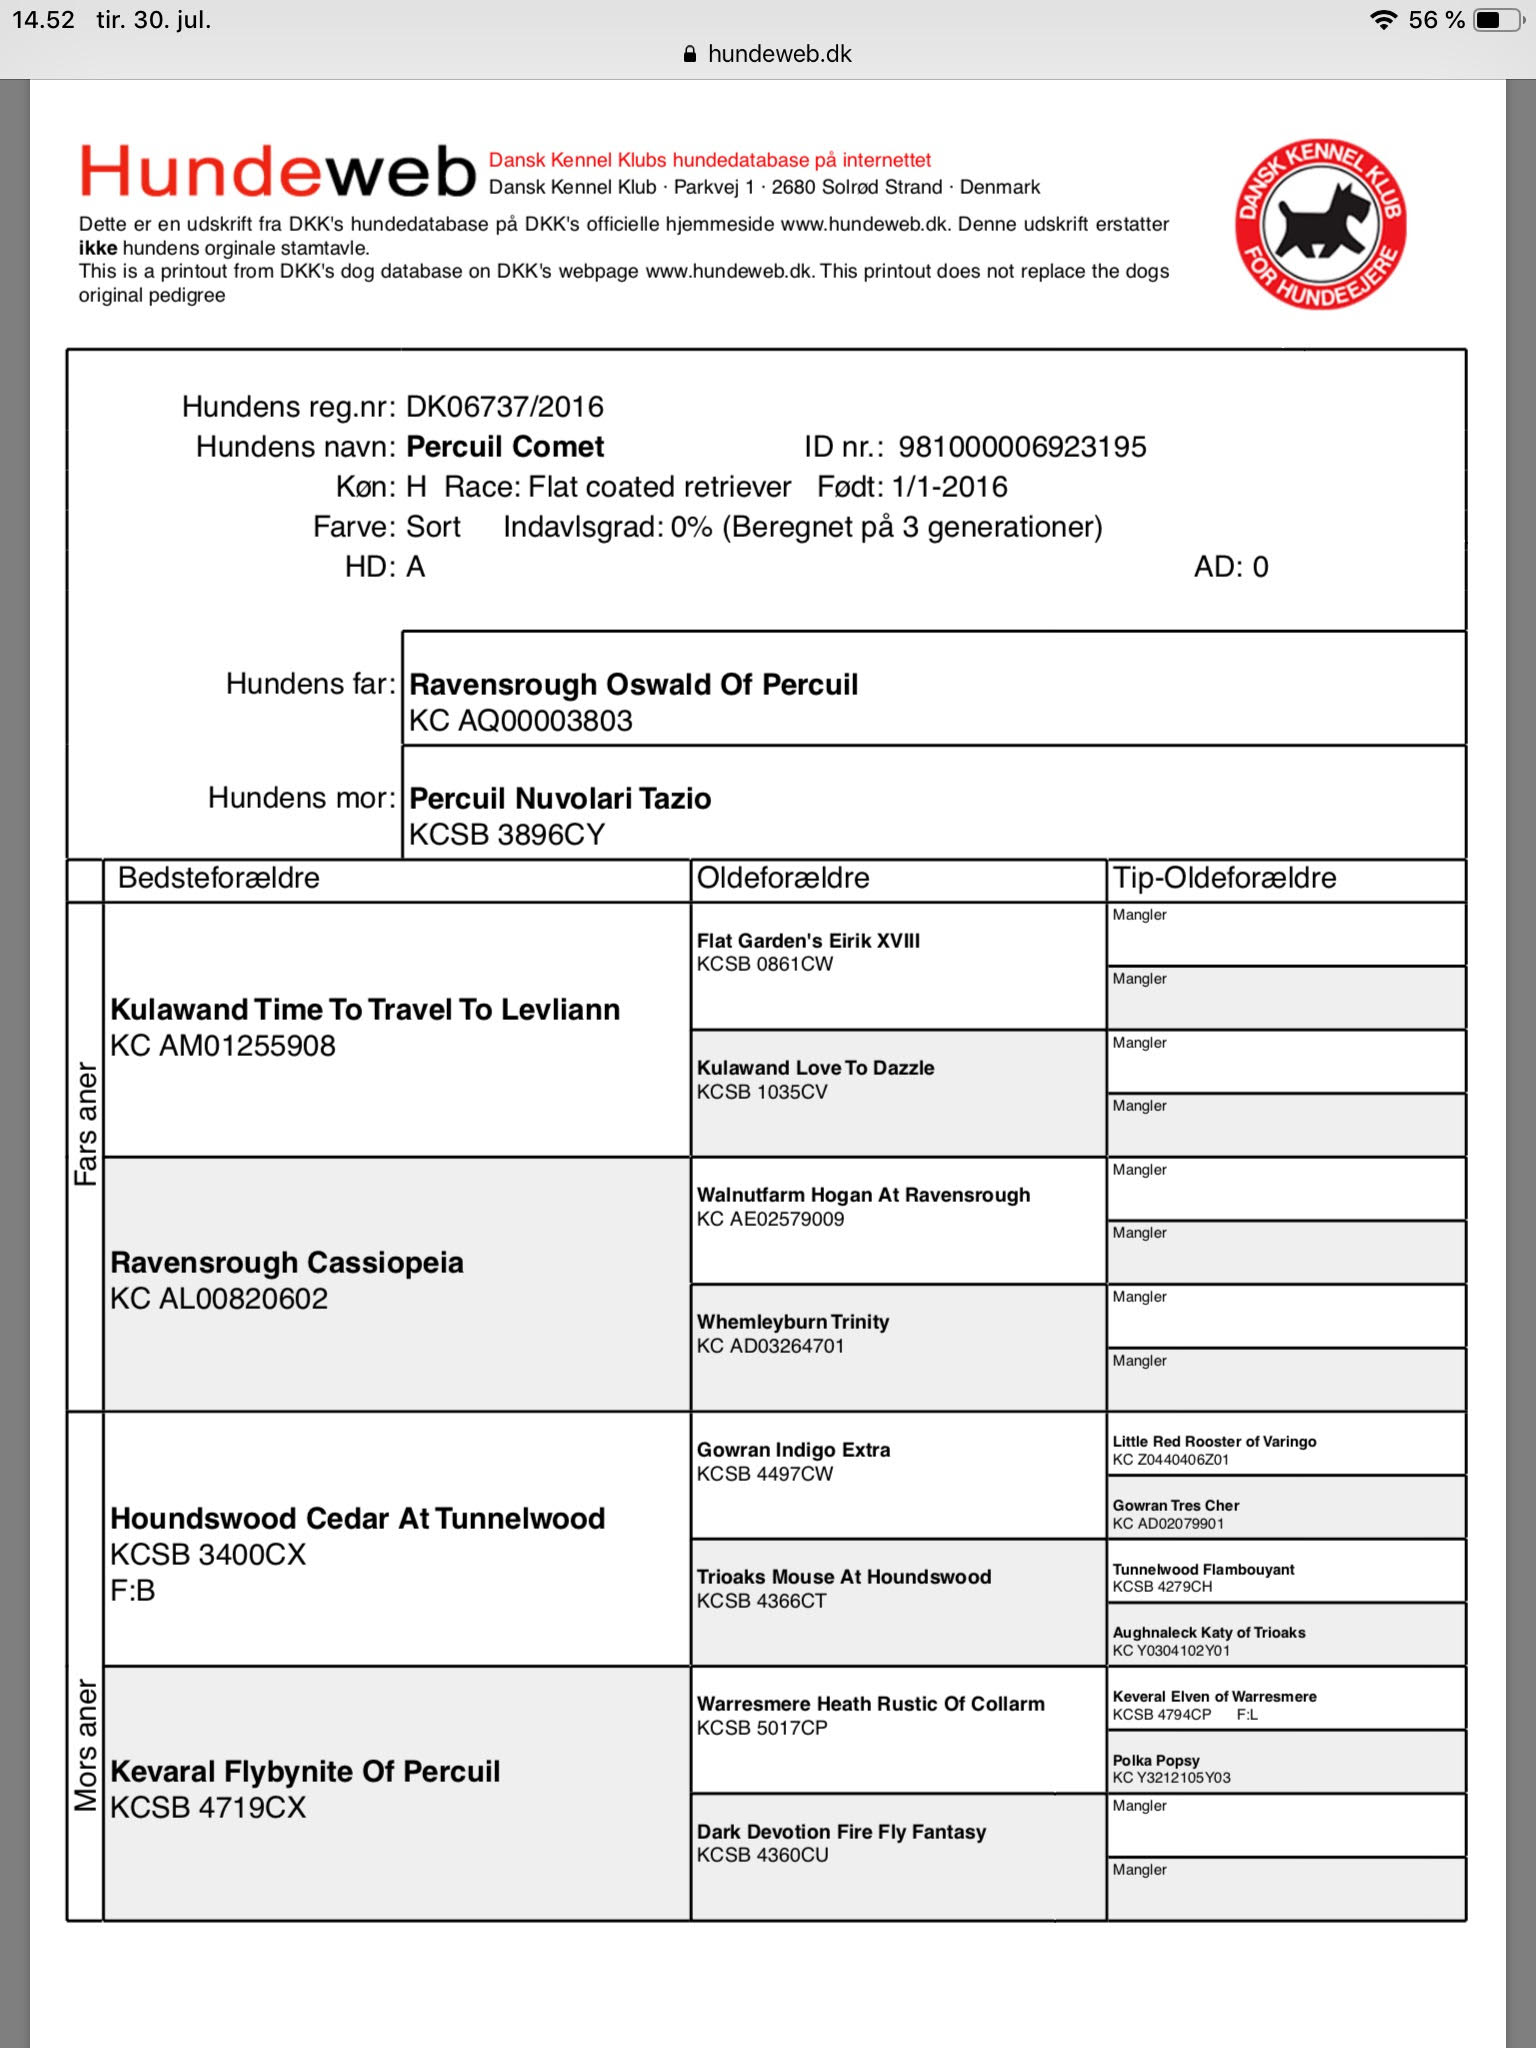 14.52 tir. 30. jul.
56 %
hundeweb.dk
Hundeweb
Dansk Kennel Klubs hundedatabase på internettet
Dansk Kennel Klub · Parkvej 1 · 2680 Solrød Strand · Denmark
Dette er en udskrift fra DKK's hundedatabase på DKK's officielle hjemmeside www.hundeweb.dk. Denne udskrift erstatter
ikke hundens orginale stamtavle.
This is a printout from DKK's dog database on DKK's webpage www.hundeweb.dk. This printout does not replace the dogs
original pedigree
DANSK KENNEL KLUB
FOR HUNDEEJERE
Hundens reg.nr: DK06737/2016
Hundens navn: Percuil Comet ID nr.: 981000006923195
Køn: H Race: Flat coated retriever Født: 1/1-2016
Farve: Sort Indavlsgrad: 0% (Beregnet på 3 generationer)
HD: A AD: 0
Hundens far: Ravensrough Oswald Of Percuil
KC AQ00003803
Hundens mor: Percuil Nuvolari Tazio
KCSB 3896CY
Bedsteforældre Oldeforældre Tip-Oldeforældre
Fars aner
Kulawand Time To Travel To Levliann
KC AM01255908
Flat Garden's Eirik XVIII
KCSB 0861CW
Mangler
Mangler
Kulawand Love To Dazzle
KCSB 1035CV
Mangler
Mangler
Ravensrough Cassiopeia
KC AL00820602
Walnutfarm Hogan At Ravensrough
KC AE02579009
Mangler
Mangler
Whemleyburn Trinity
KC AD03264701
Mangler
Mangler
Mors aner
Houndswood Cedar At Tunnelwood
KCSB 3400CX
F:B
Gowran Indigo Extra
KCSB 4497CW
Little Red Rooster of Varingo
KC Z0440406Z01
Gowran Tres Cher
KC AD02079901
Trioaks Mouse At Houndswood
KCSB 4366CT
Tunnelwood Flambouyant
KCSB 4279CH
Aughnaleck Katy of Trioaks
KC Y0304102Y01
Kevaral Flybynite Of Percuil
KCSB 4719CX
Warresmere Heath Rustic Of Collarm
KCSB 5017CP
Keveral Elven of Warresmere
KCSB 4794CP F:L
Polka Popsy
KC Y3212105Y03
Dark Devotion Fire Fly Fantasy
KCSB 4360CU
Mangler
Mangler